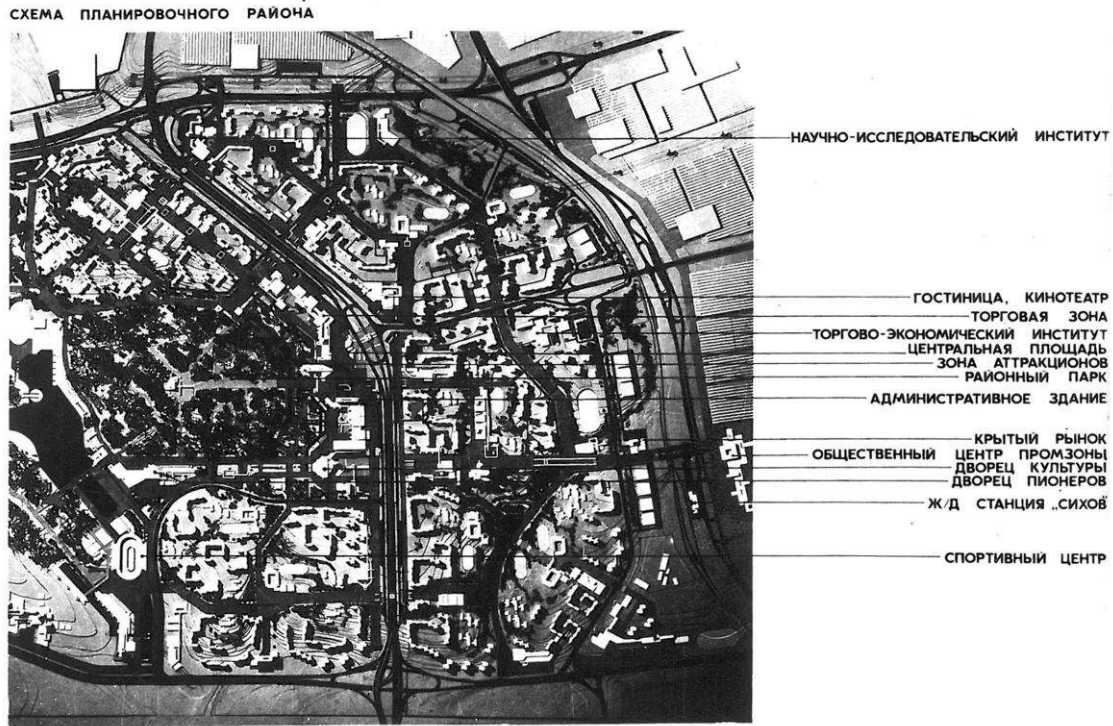 СХЕМА ПЛАНИРОВОЧНОГО РАЙОНА
НАУЧНО-ИССЛЕДОВАТЕЛЬСКИЙ ИНСТИТУТ
ГОСТИНИЦА, КИНОТЕАТР
ТОРГОВАЯ ЗОНА
ТОРГОВО-ЭКОНОМИЧЕСКИЙ ИНСТИТУТ
ЦЕНТРАЛЬНАЯ ПЛОЩАДЬ
ЗОНА АТТРАКЦИОНОВ
РАЙОННЫЙ ПАРК
АДМИНИСТРАТИВНОЕ ЗДАНИЕ
КРЫТЫЙ РЫНОК
ОБЩЕСТВЕННЫЙ ЦЕНТР ПРОМЗОНЫ
ДВОРЕЦ КУЛЬТУРЫ
ДВОРЕЦ ПИОНЕРОВ
Ж/Д СТАНЦИЯ „СИХОВ
СПОРТИВНЫЙ ЦЕНТР